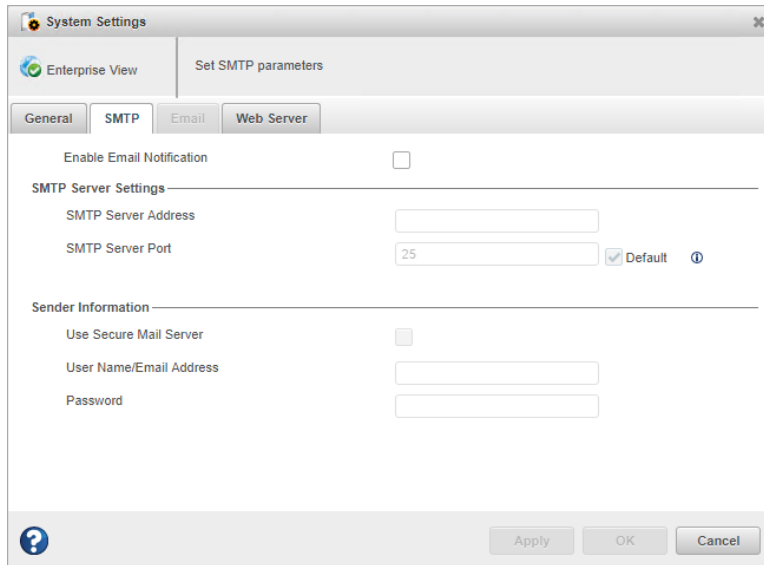 System Settings
Enterprise View
Set SMTP parameters
General SMTP Email Web Server
Enable Email Notification
SMTP Server Settings
SMTP Server Address
SMTP Server Port 25 Default
Sender Information
Use Secure Mail Server
User Name/Email Address
Password
Apply OK Cancel